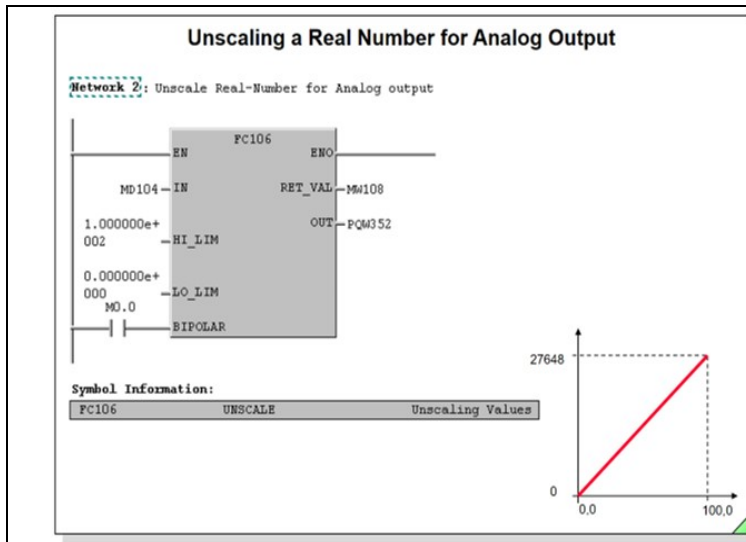 Unscaling a Real Number for Analog Output
Network 2: Unscale Real-Number for Analog output
FC106
EN ENO
MD104 IN RET_VAL MW108
1.000000e+ OUT PQW352
002 HI_LIM
0.000000e+
000 LO_LIM
M0.0
BIPOLAR
27648
Symbol Information:
FC106 UNSCALE Unscaling Values
0
0,0 100,0